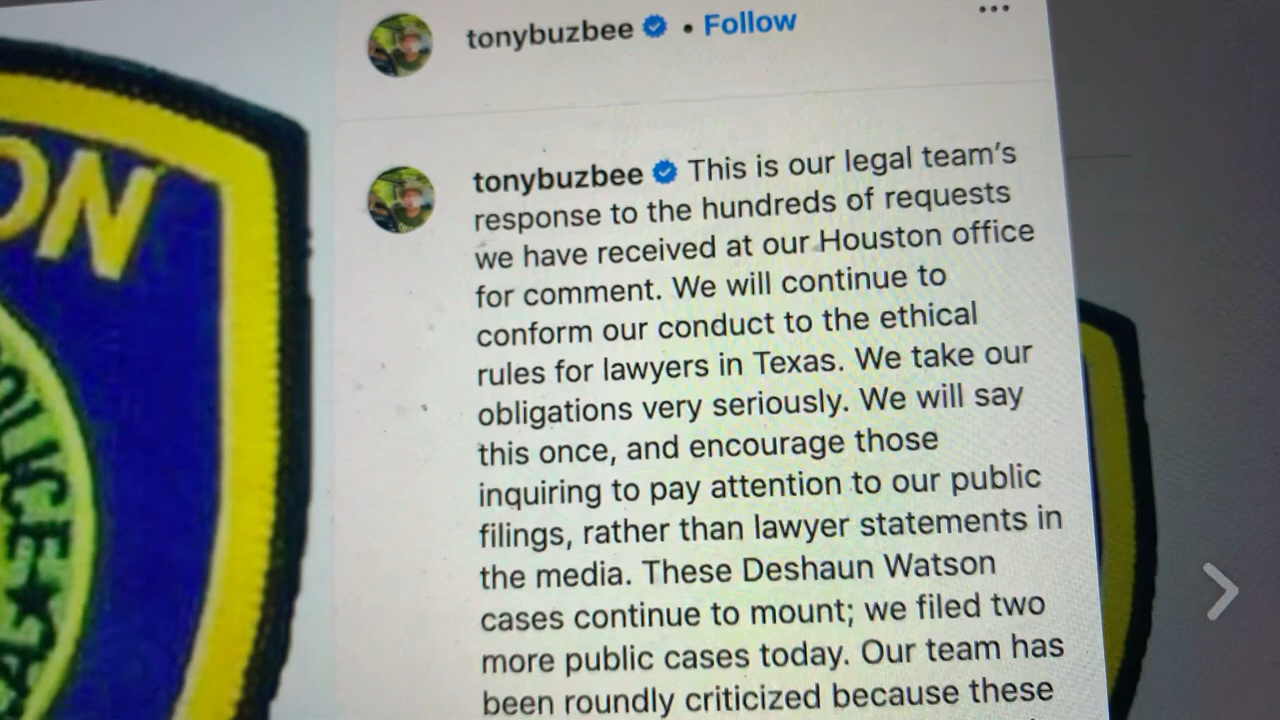 ON
POLICE
tonybuzbee • Follow
tonybuzbee This is our legal team's
response to the hundreds of requests
we have received at our Houston office
for comment. We will continue to
conform our conduct to the ethical
rules for lawyers in Texas. We take our
obligations very seriously. We will say
this once, and encourage those
inquiring to pay attention to our public
filings, rather than lawyer statements in
the media. These Deshaun Watson
cases continue to mount; we filed two
more public cases today. Our team has
been roundly criticized because these